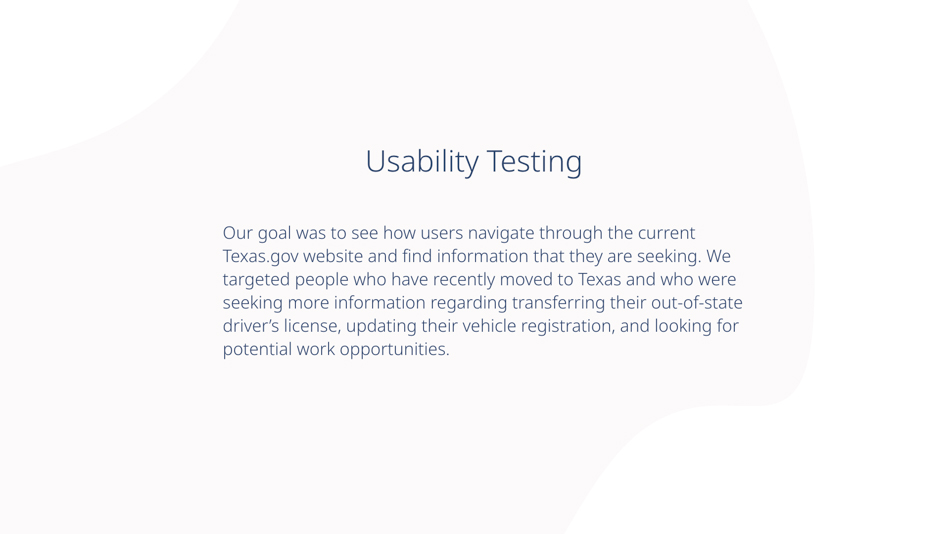 Usability Testing
Our goal was to see how users navigate through the current
Texas.gov website and find information that they are seeking. We
targeted people who have recently moved to Texas and who were
seeking more information regarding transferring their out-of-state
driver’s license, updating their vehicle registration, and looking for
potential work opportunities.